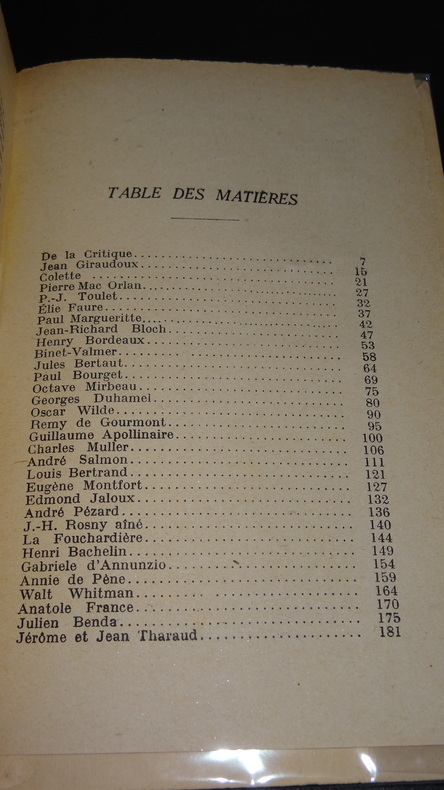 TABLE DES MATIÈRES
De la Critique 7
Jean Giraudoux 15
Colette 21
Pierre Mac Orlan 27
P.-J. Toulet 32
Élie Faure 37
Paul Margueritte 42
Jean-Richard Bloch 47
Henry Bordeaux 53
Binet-Valmer 58
Jules Bertaut 64
Paul Bourget 69
Octave Mirbeau 75
Georges Duhamel 80
Oscar Wilde 90
Remy de Gourmont 95
Guillaume Apollinaire 100
Charles Muller 106
André Salmon 111
Louis Bertrand 121
Eugène Montfort 127
Edmond Jaloux 132
André Pézard 136
J.-H. Rosny aîné 140
La Fouchardière 144
Henri Bachelin 149
Gabriele d'Annunzio 154
Annie de Pène 159
Walt Whitman 164
Anatole France 170
Julien Benda 175
Jérôme et Jean Tharaud 181